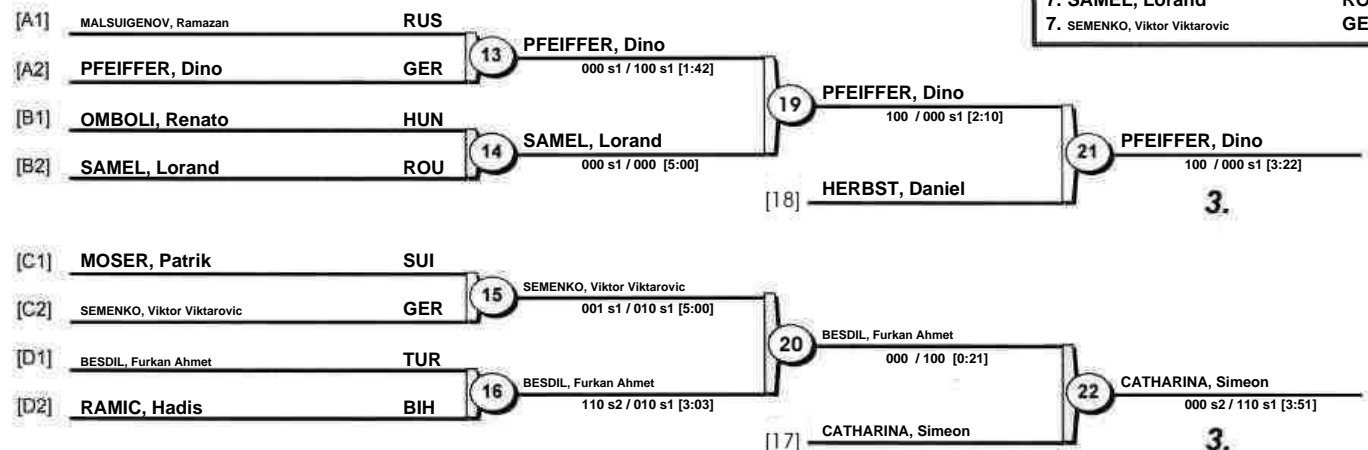 7. SAMEL, Lorand
7. SEMENKO, Viktor Viktarovic GE
[A1] MALSUIGENOV, Ramazan RUS
13 PFEIFFER, Dino
000 s1 / 100 s1 [1:42]
[A2] PFEIFFER, Dino GER
19 PFEIFFER, Dino
100 / 000 s1 [2:10]
[B1] OMBOLI, Renato HUN
14 SAMEL, Lorand
000 s1 / 000 [5:00]
[B2] SAMEL, Lorand ROU
21 PFEIFFER, Dino
100 / 000 s1 [3:22]
[18] HERBST, Daniel
3.
[C1] MOSER, Patrik SUI
15 SEMENKO, Viktor Viktarovic
001 s1 / 010 s1 [5:00]
[C2] SEMENKO, Viktor Viktarovic GER
20 BESDIL, Furkan Ahmet
000 / 100 [0:21]
[D1] BESDIL, Furkan Ahmet TUR
16 BESDIL, Furkan Ahmet
110 s2 / 010 s1 [3:03]
[D2] RAMIC, Hadis BIH
22 CATHARINA, Simeon
000 s2 / 110 s1 [3:51]
[17] CATHARINA, Simeon
3.